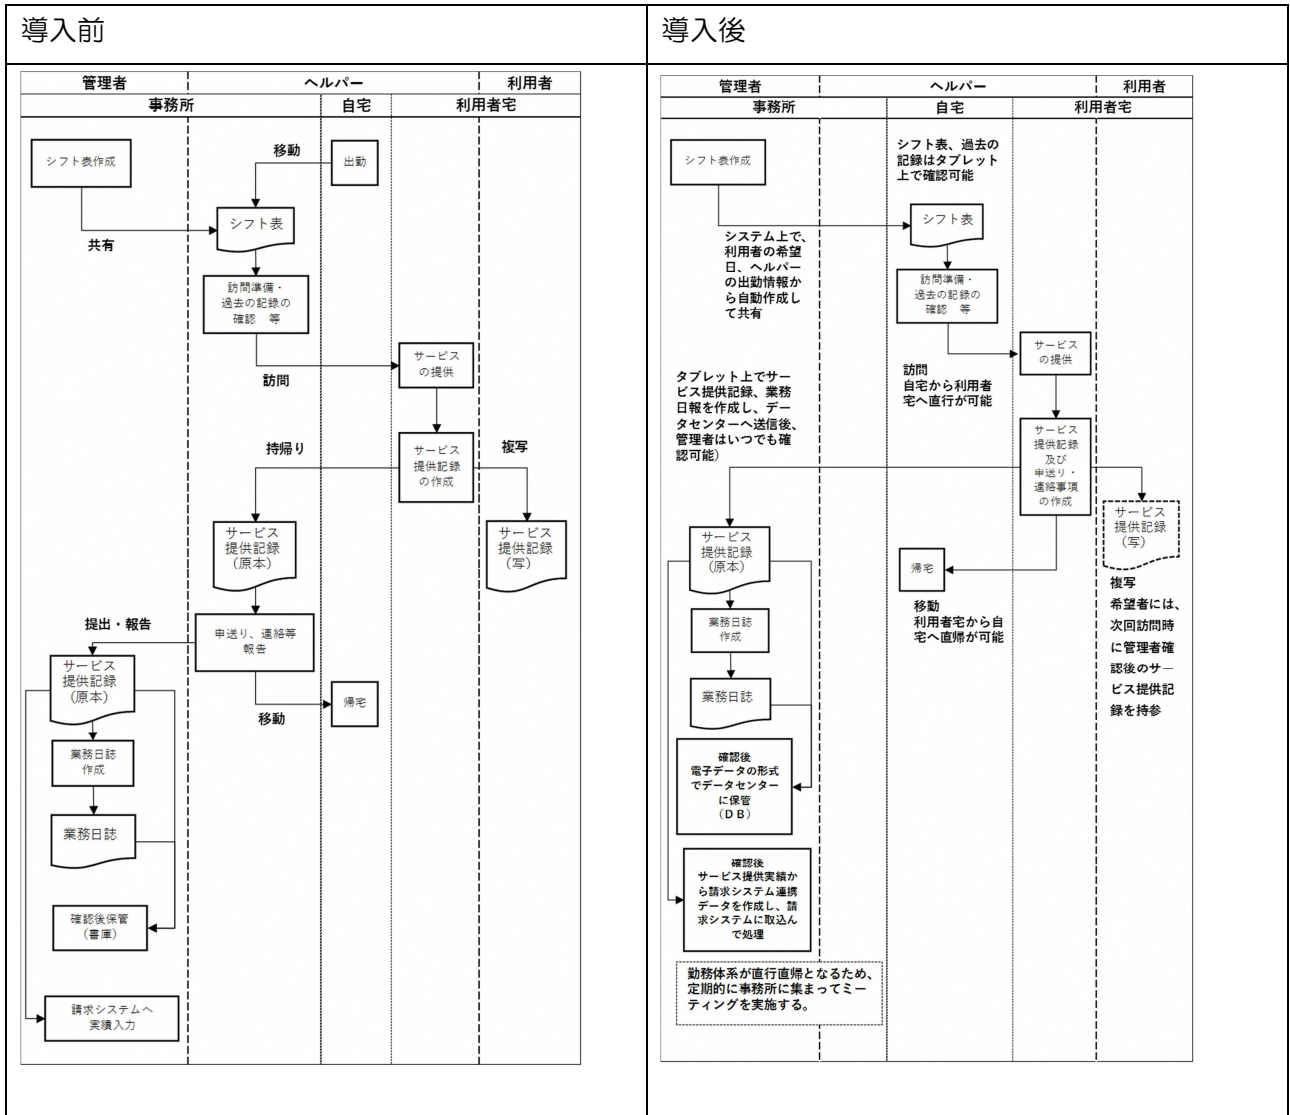 導入前
管理者
ヘルパー
利用者
事務所
自宅
利用者宅
シフト表作成
移動
出勤
シフト表
共有
訪問準備・
過去の記録の
確認　等
サービス
の提供
訪問
持帰り
サービス
提供記録
の作成
複写
サービス
提供記録
（原本）
サービス
提供記録
（写）
提出・報告
申送り、連絡等
報告
サービス
提供記録
（原本）
移動
帰宅
業務日誌
作成
業務日誌
確認後保管
（書庫）
請求システムへ
実績入力
導入後
管理者
ヘルパー
利用者
事務所
自宅
利用者宅
シフト表作成
シフト表、過去の
記録はタブレット
上で確認可能
シフト表
システム上で、
利用者の希望
日、ヘルパー
の出勤情報か
ら自動作成し
て共有
訪問準備・
過去の記録の
確認　等
サービス
の提供
訪問
自宅から利用者
宅へ直行が可能
タブレット上でサー
ビス提供記録、業務
日報を作成し、デー
タセンターへ送信後、
管理者はいつでも確
認可能）
サービス
提供記録
及び
申送り・
連絡事項
の作成
サービス
提供記録
（写）
サービス
提供記録
（原本）
帰宅
移動
利用者宅から自
宅へ直帰が可能
複写
希望者には、
次回訪問時
に管理者確
認後のサー
ビス提供記
録を持参
業務日誌
作成
業務日誌
確認後
電子データの形式
でデータセンター
に保管
（ＤＢ）
確認後
サービス提供実績か
ら請求システム連携
データを作成し、請
求システムに取込ん
で処理
勤務体系が直行直帰となるため、
定期的に事務所に集まってミー
ティングを実施する。